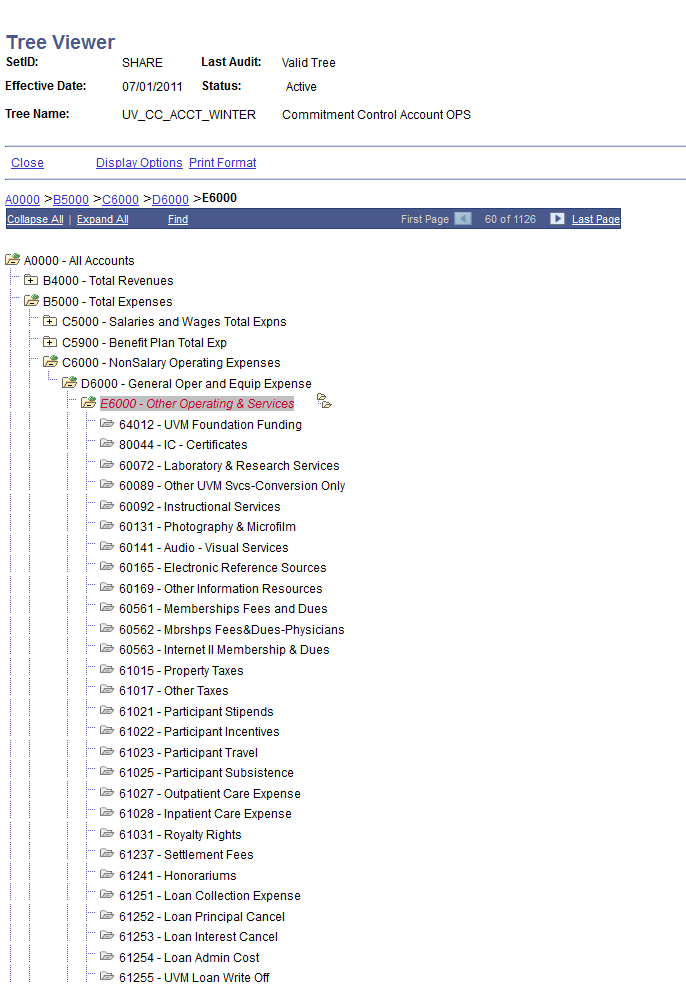 Tree Viewer
SetID: SHARE Last Audit: Valid Tree
Effective Date: 07/01/2011 Status: Active
Tree Name: UV_CC_ACCT_WINTER Commitment Control Account OPS
Close Display Options Print Format
A0000 >B5000 >C6000 >D6000 >E6000
Collapse All | Expand All Find First Page 60 of 1126 Last Page
A0000 - All Accounts
B4000 - Total Revenues
B5000 - Total Expenses
C5000 - Salaries and Wages Total Expns
C5900 - Benefit Plan Total Exp
C6000 - NonSalary Operating Expenses
D6000 - General Oper and Equip Expense
E6000 - Other Operating & Services
64012 - UVM Foundation Funding
80044 - IC - Certificates
60072 - Laboratory & Research Services
60089 - Other UVM Svcs-Conversion Only
60092 - Instructional Services
60131 - Photography & Microfilm
60141 - Audio - Visual Services
60165 - Electronic Reference Sources
60169 - Other Information Resources
60561 - Memberships Fees and Dues
60562 - Mbrshps Fees&Dues-Physicians
60563 - Internet II Membership & Dues
61015 - Property Taxes
61017 - Other Taxes
61021 - Participant Stipends
61022 - Participant Incentives
61023 - Participant Travel
61025 - Participant Subsistence
61027 - Outpatient Care Expense
61028 - Inpatient Care Expense
61031 - Royalty Rights
61237 - Settlement Fees
61241 - Honorariums
61251 - Loan Collection Expense
61252 - Loan Principal Cancel
61253 - Loan Interest Cancel
61254 - Loan Admin Cost
61255 - UVM Loan Write Off